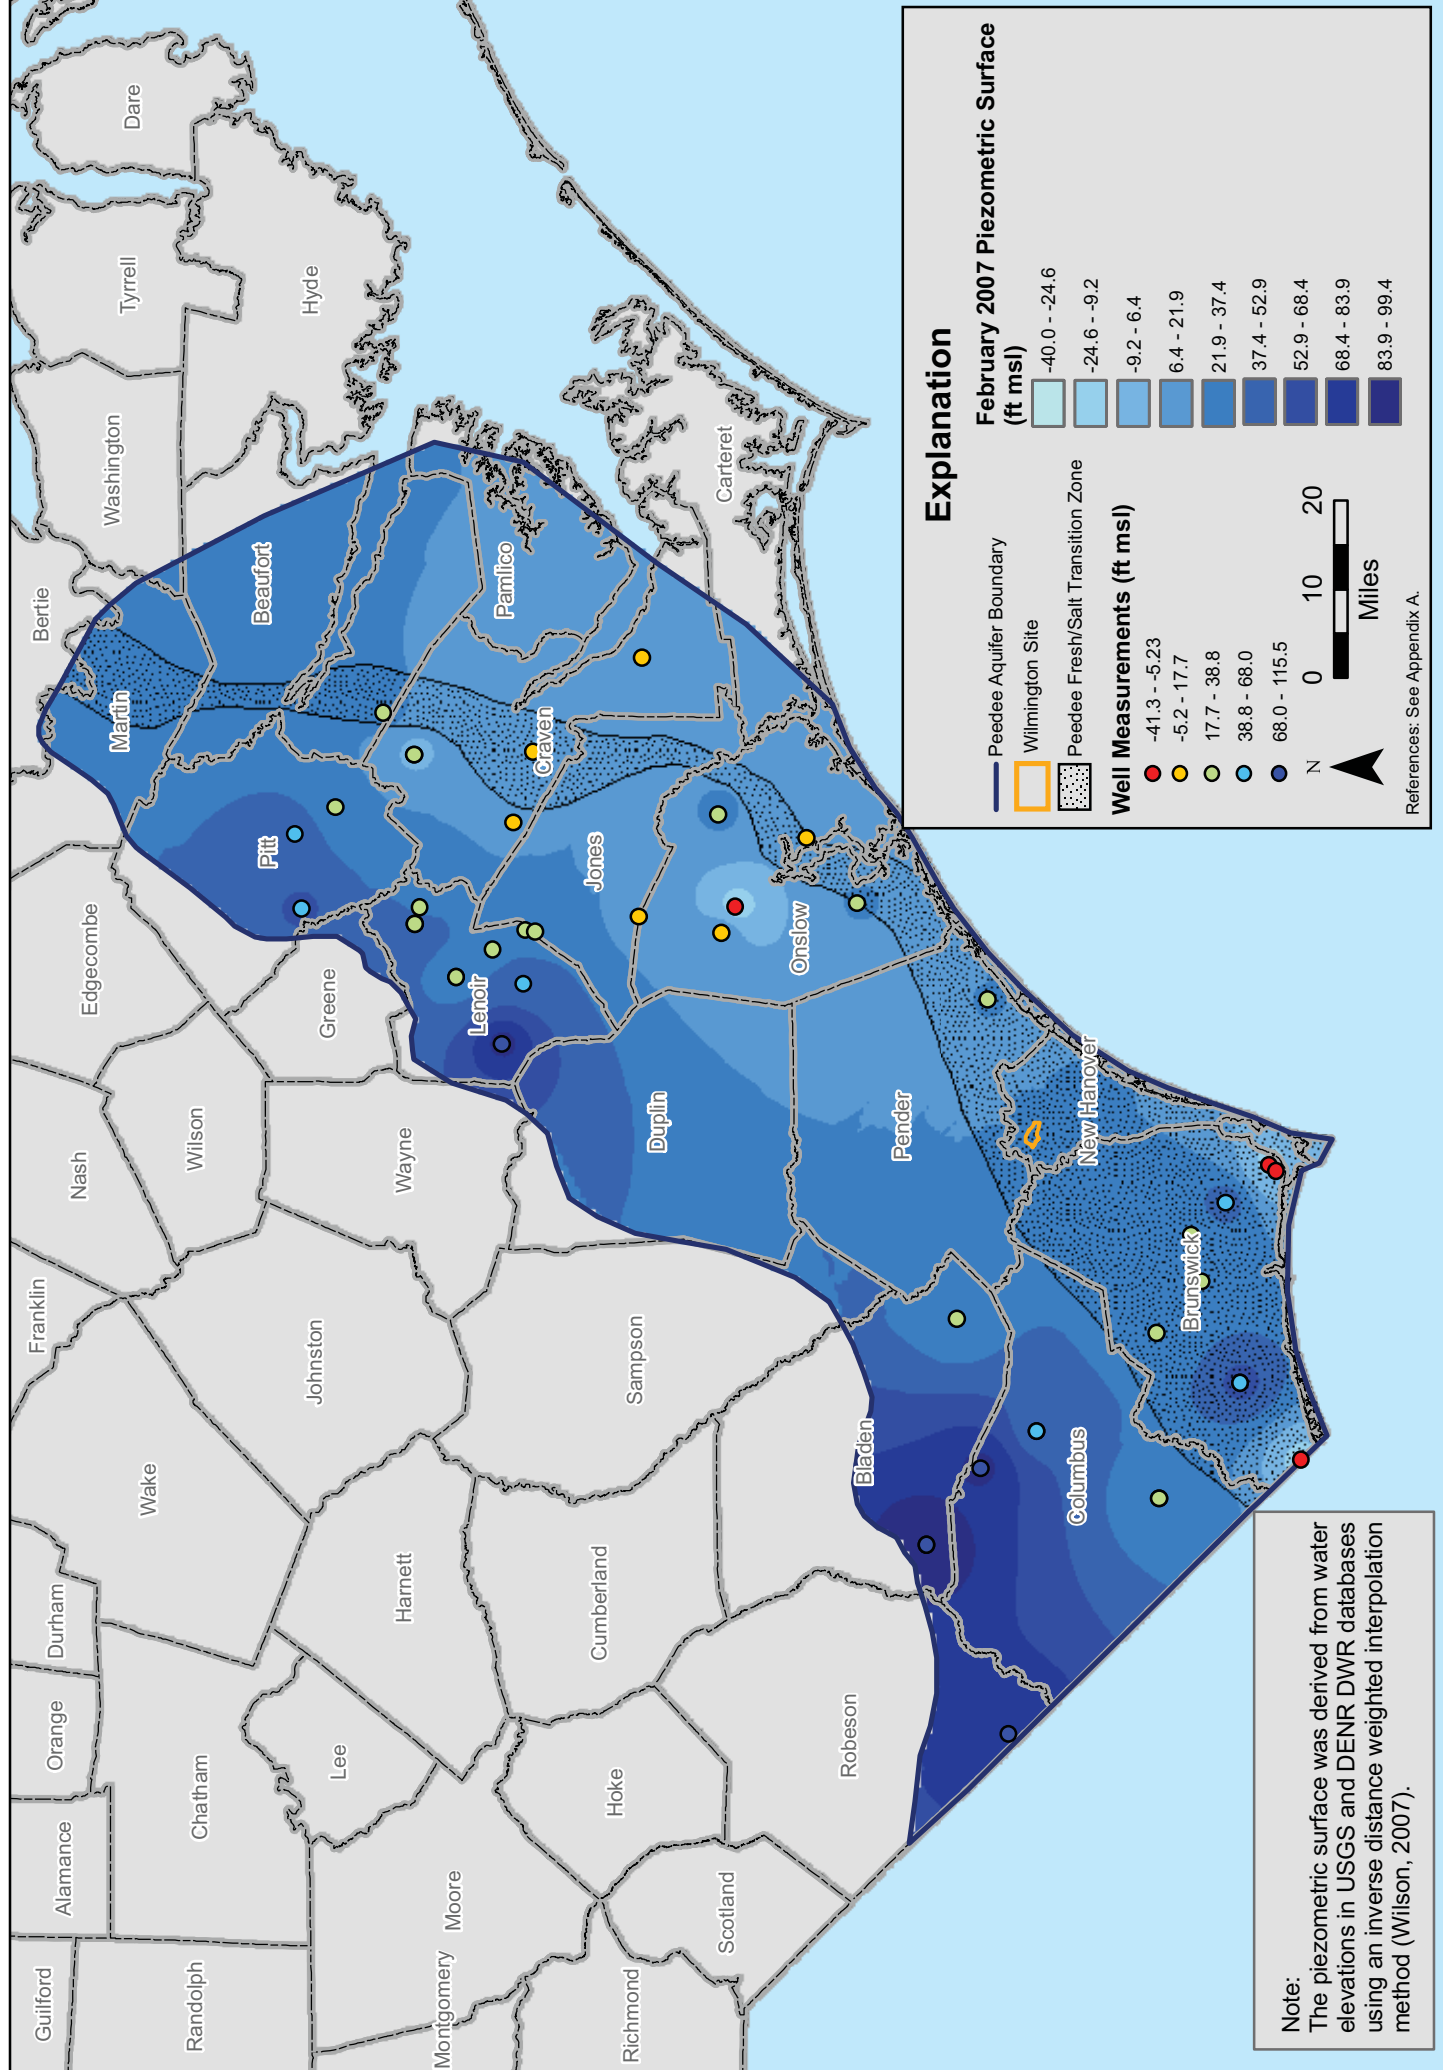 Guilford
Alamance
Orange
Durham
Franklin
Nash
Edgecombe
Bertie
Martin
Washington
Tyrrell
Dare
Randolph
Chatham
Wake
Wilson
Pitt
Beaufort
Hyde
Lee
Johnston
Greene
Montgomery
Moore
Harnett
Wayne
Lenoir
Craven
Pamlico
Richmond
Hoke
Cumberland
Sampson
Duplin
Jones
Scotland
Carteret
Robeson
Bladen
Pender
Onslow
Columbus
Brunswick
New Hanover
Explanation
Peedee Aquifer Boundary
Wilmington Site
Peedee Fresh/Salt Transition Zone
Well Measurements (ft msl)
-41.3 - -5.23
-5.2 - 17.7
17.7 - 38.8
38.8 - 68.0
68.0 - 115.5
February 2007 Piezometric Surface
(ft msl)
-40.0 - -24.6
-24.6 - -9.2
-9.2 - 6.4
6.4 - 21.9
21.9 - 37.4
37.4 - 52.9
52.9 - 68.4
68.4 - 83.9
83.9 - 99.4
N
0 10 20
Miles
References: See Appendix A.
Note:
The piezometric surface was derived from water
elevations in USGS and DENR DWR databases
using an inverse distance weighted interpolation
method (Wilson, 2007).